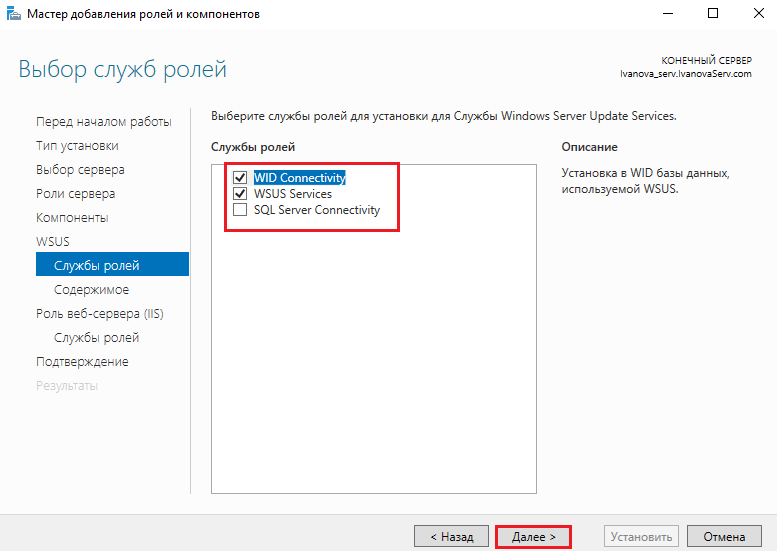 Мастер добавления ролей и компонентов
Выбор служб ролей
КОНЕЧНЫЙ СЕРВЕР
Ivanova_serv.IvanovaServ.com
Перед началом работы
Тип установки
Выбор сервера
Роли сервера
Компоненты
WSUS
Службы ролей
Содержимое
Роль веб-сервера (IIS)
Службы ролей
Подтверждение
Результаты
Выберите службы ролей для установки для Службы Windows Server Update Services.
Службы ролей
WID Connectivity
WSUS Services
SQL Server Connectivity
Описание
Установка в WID базы данных,
используемой WSUS.
< Назад
Далее >
Установить
Отмена